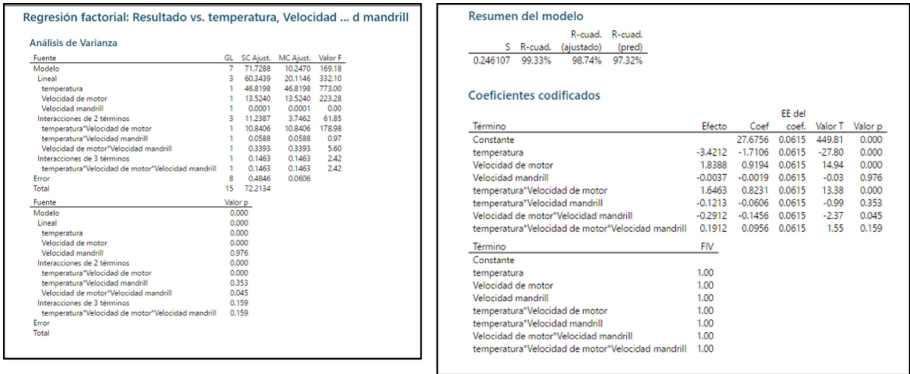 Regresión factorial: Resultado vs. temperatura, Velocidad ... d mandril
Análisis de Varianza
Fuente GL SC Ajust. MC Ajust. Valor F
Modelo 7 71.7288 10.2470 169.18
Lineal 3 60.3439 20.1146 332.10
temperatura 1 46.8198 46.8198 773.00
Velocidad de motor 1 13.5240 13.5240 223.28
Velocidad mandrill 1 0.0001 0.0001 0.00
Interacciones de 2 términos 3 11.2387 3.7462 61.85
temperatura*Velocidad de motor 1 10.8406 10.8406 178.98
temperatura*Velocidad mandrill 1 0.0588 0.0588 0.97
Velocidad de motor*Velocidad mandrill 1 0.3393 0.3393 5.60
Interacciones de 3 términos 1 0.1463 0.1463 2.42
temperatura*Velocidad de motor*Velocidad mandrill 1 0.1463 0.1463 2.42
Error 8 0.4846 0.0606
Total 15 72.2134
Fuente Valor p
Modelo 0.000
Lineal 0.000
temperatura 0.000
Velocidad de motor 0.000
Velocidad mandrill 0.976
Interacciones de 2 términos 0.000
temperatura*Velocidad de motor 0.000
temperatura*Velocidad mandrill 0.353
Velocidad de motor*Velocidad mandrill 0.045
Interacciones de 3 términos 0.159
temperatura*Velocidad de motor*Velocidad mandrill 0.159
Error
Total
Resumen del modelo
R-cuad. R-cuad.
S R-cuad. (ajustado) (pred)
0.246107 99.33% 98.74% 97.32%
Coeficientes codificados
EE del
Término Efecto Coef coef. Valor T Valor p
Constante 27.6756 0.0615 449.81 0.000
temperatura -3.4212 -1.7106 0.0615 -27.80 0.000
Velocidad de motor 1.8388 0.9194 0.0615 14.94 0.000
Velocidad mandrill -0.0037 -0.0019 0.0615 -0.03 0.976
temperatura*Velocidad de motor 1.6463 0.8231 0.0615 13.38 0.000
temperatura*Velocidad mandrill -0.1213 -0.0606 0.0615 -0.99 0.353
Velocidad de motor*Velocidad mandrill -0.2912 -0.1456 0.0615 -2.37 0.045
temperatura*Velocidad de motor*Velocidad mandrill 0.1912 0.0956 0.0615 1.55 0.159
Término FIV
Constante
temperatura 1.00
Velocidad de motor 1.00
Velocidad mandrill 1.00
temperatura*Velocidad de motor 1.00
temperatura*Velocidad mandrill 1.00
Velocidad de motor*Velocidad mandrill 1.00
temperatura*Velocidad de motor*Velocidad mandrill 1.00